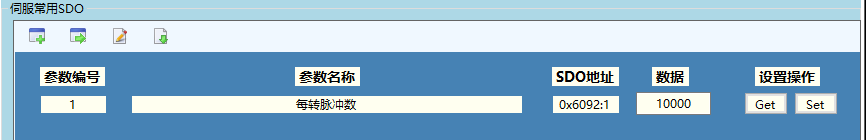 伺服常用SDO
参数编号 参数名称 SDO地址 数据 设置操作
1 每转脉冲数 0x6092:1 10000 Get Set